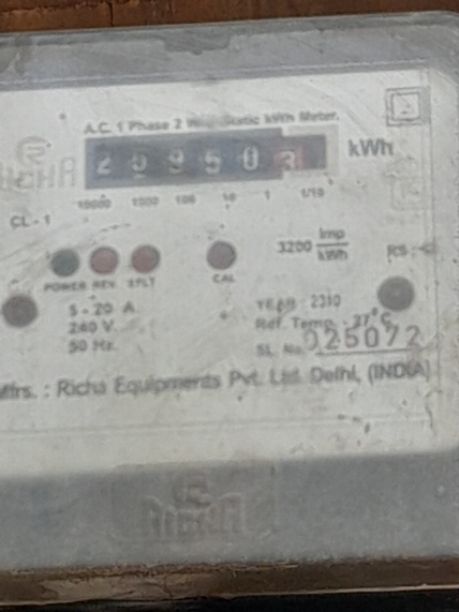 A.C. 1 Phase 2 Static kWh Meter.
RICHA
2 0 9 5 0 3 kWh
10000 1000 100 10 1 1/10
CL - 1
3200 Imp
kWh
POWER REV. CAL
5 - 20 A
240 V.
50 Hz.
YEAR : 2310
Ref. Temp. : 27°C
SL. No. 025072
Mfrs. : Richa Equipments Pvt. Ltd. Delhi, (INDIA)
RICHA